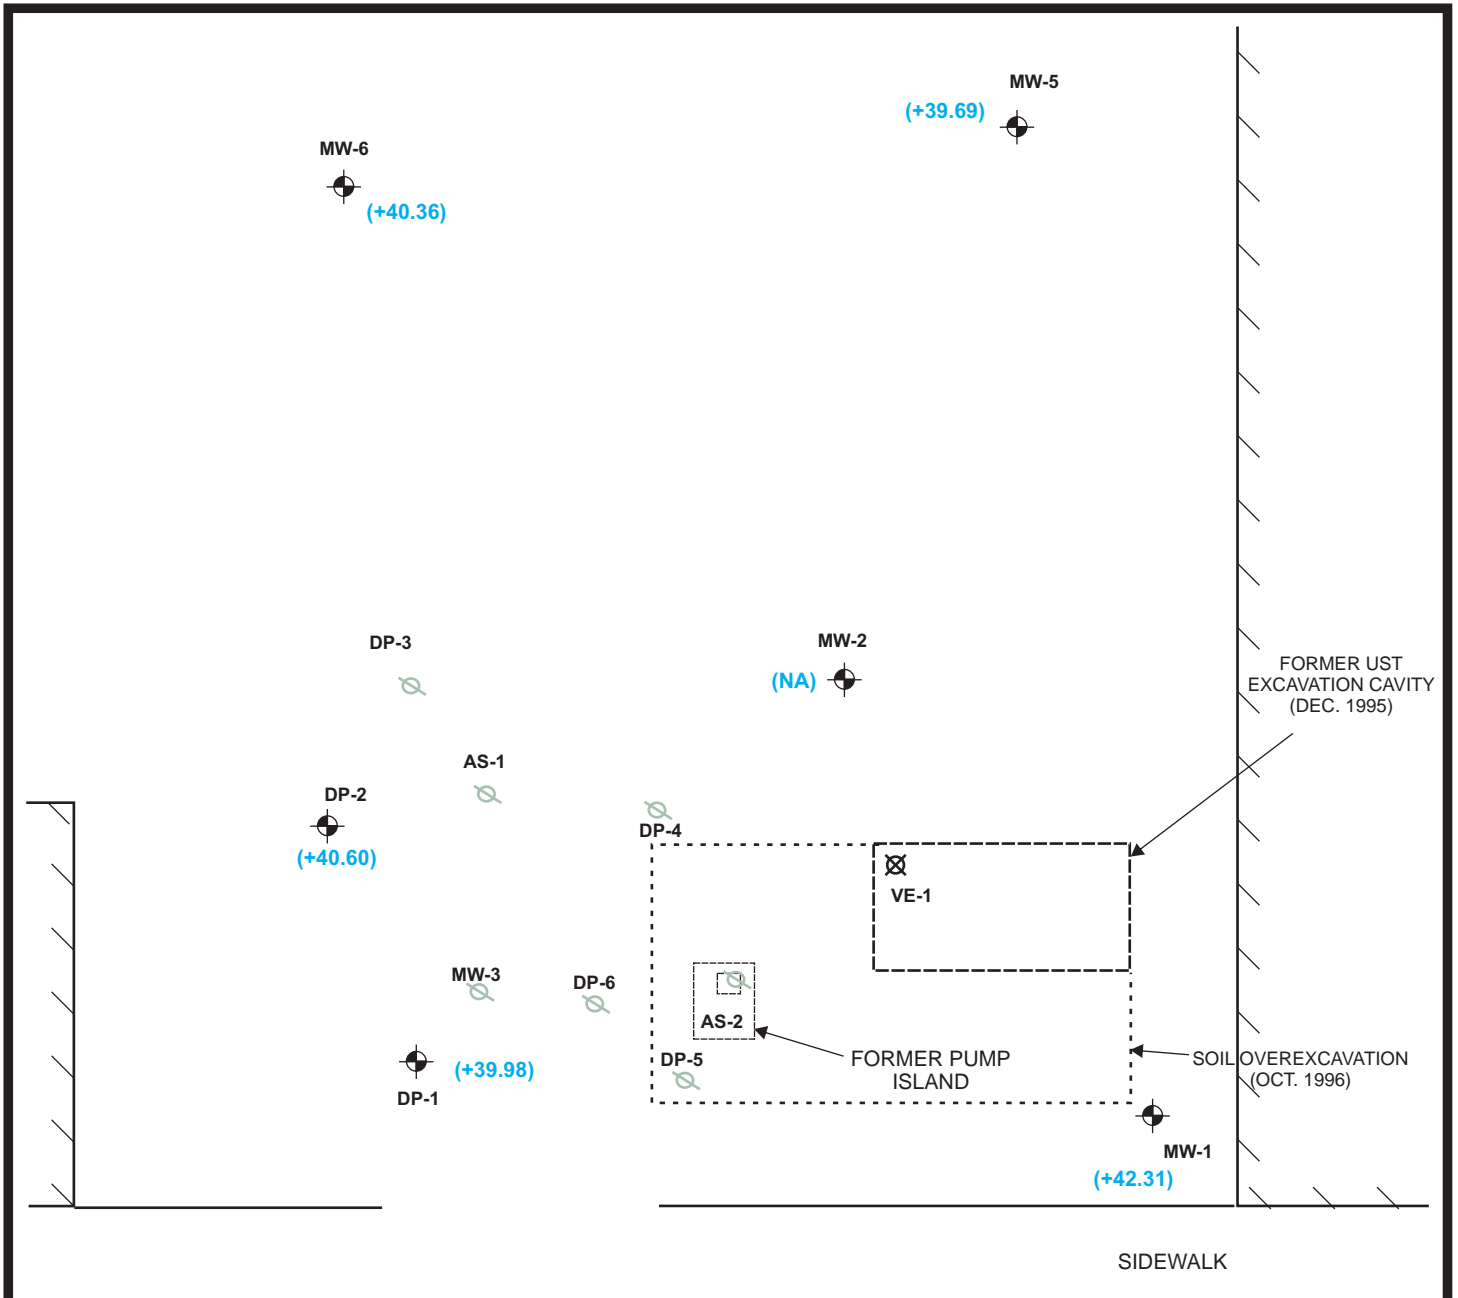 MW-5
(+39.69)
MW-6
(+40.36)
DP-3
MW-2
(NA)
FORMER UST
EXCAVATION CAVITY
(DEC. 1995)
AS-1
DP-2
(+40.60)
DP-4
VE-1
MW-3
DP-6
AS-2
FORMER PUMP
ISLAND
SOIL OVEREXCAVATION
(OCT. 1996)
DP-5
(+39.98)
DP-1
MW-1
(+42.31)
SIDEWALK